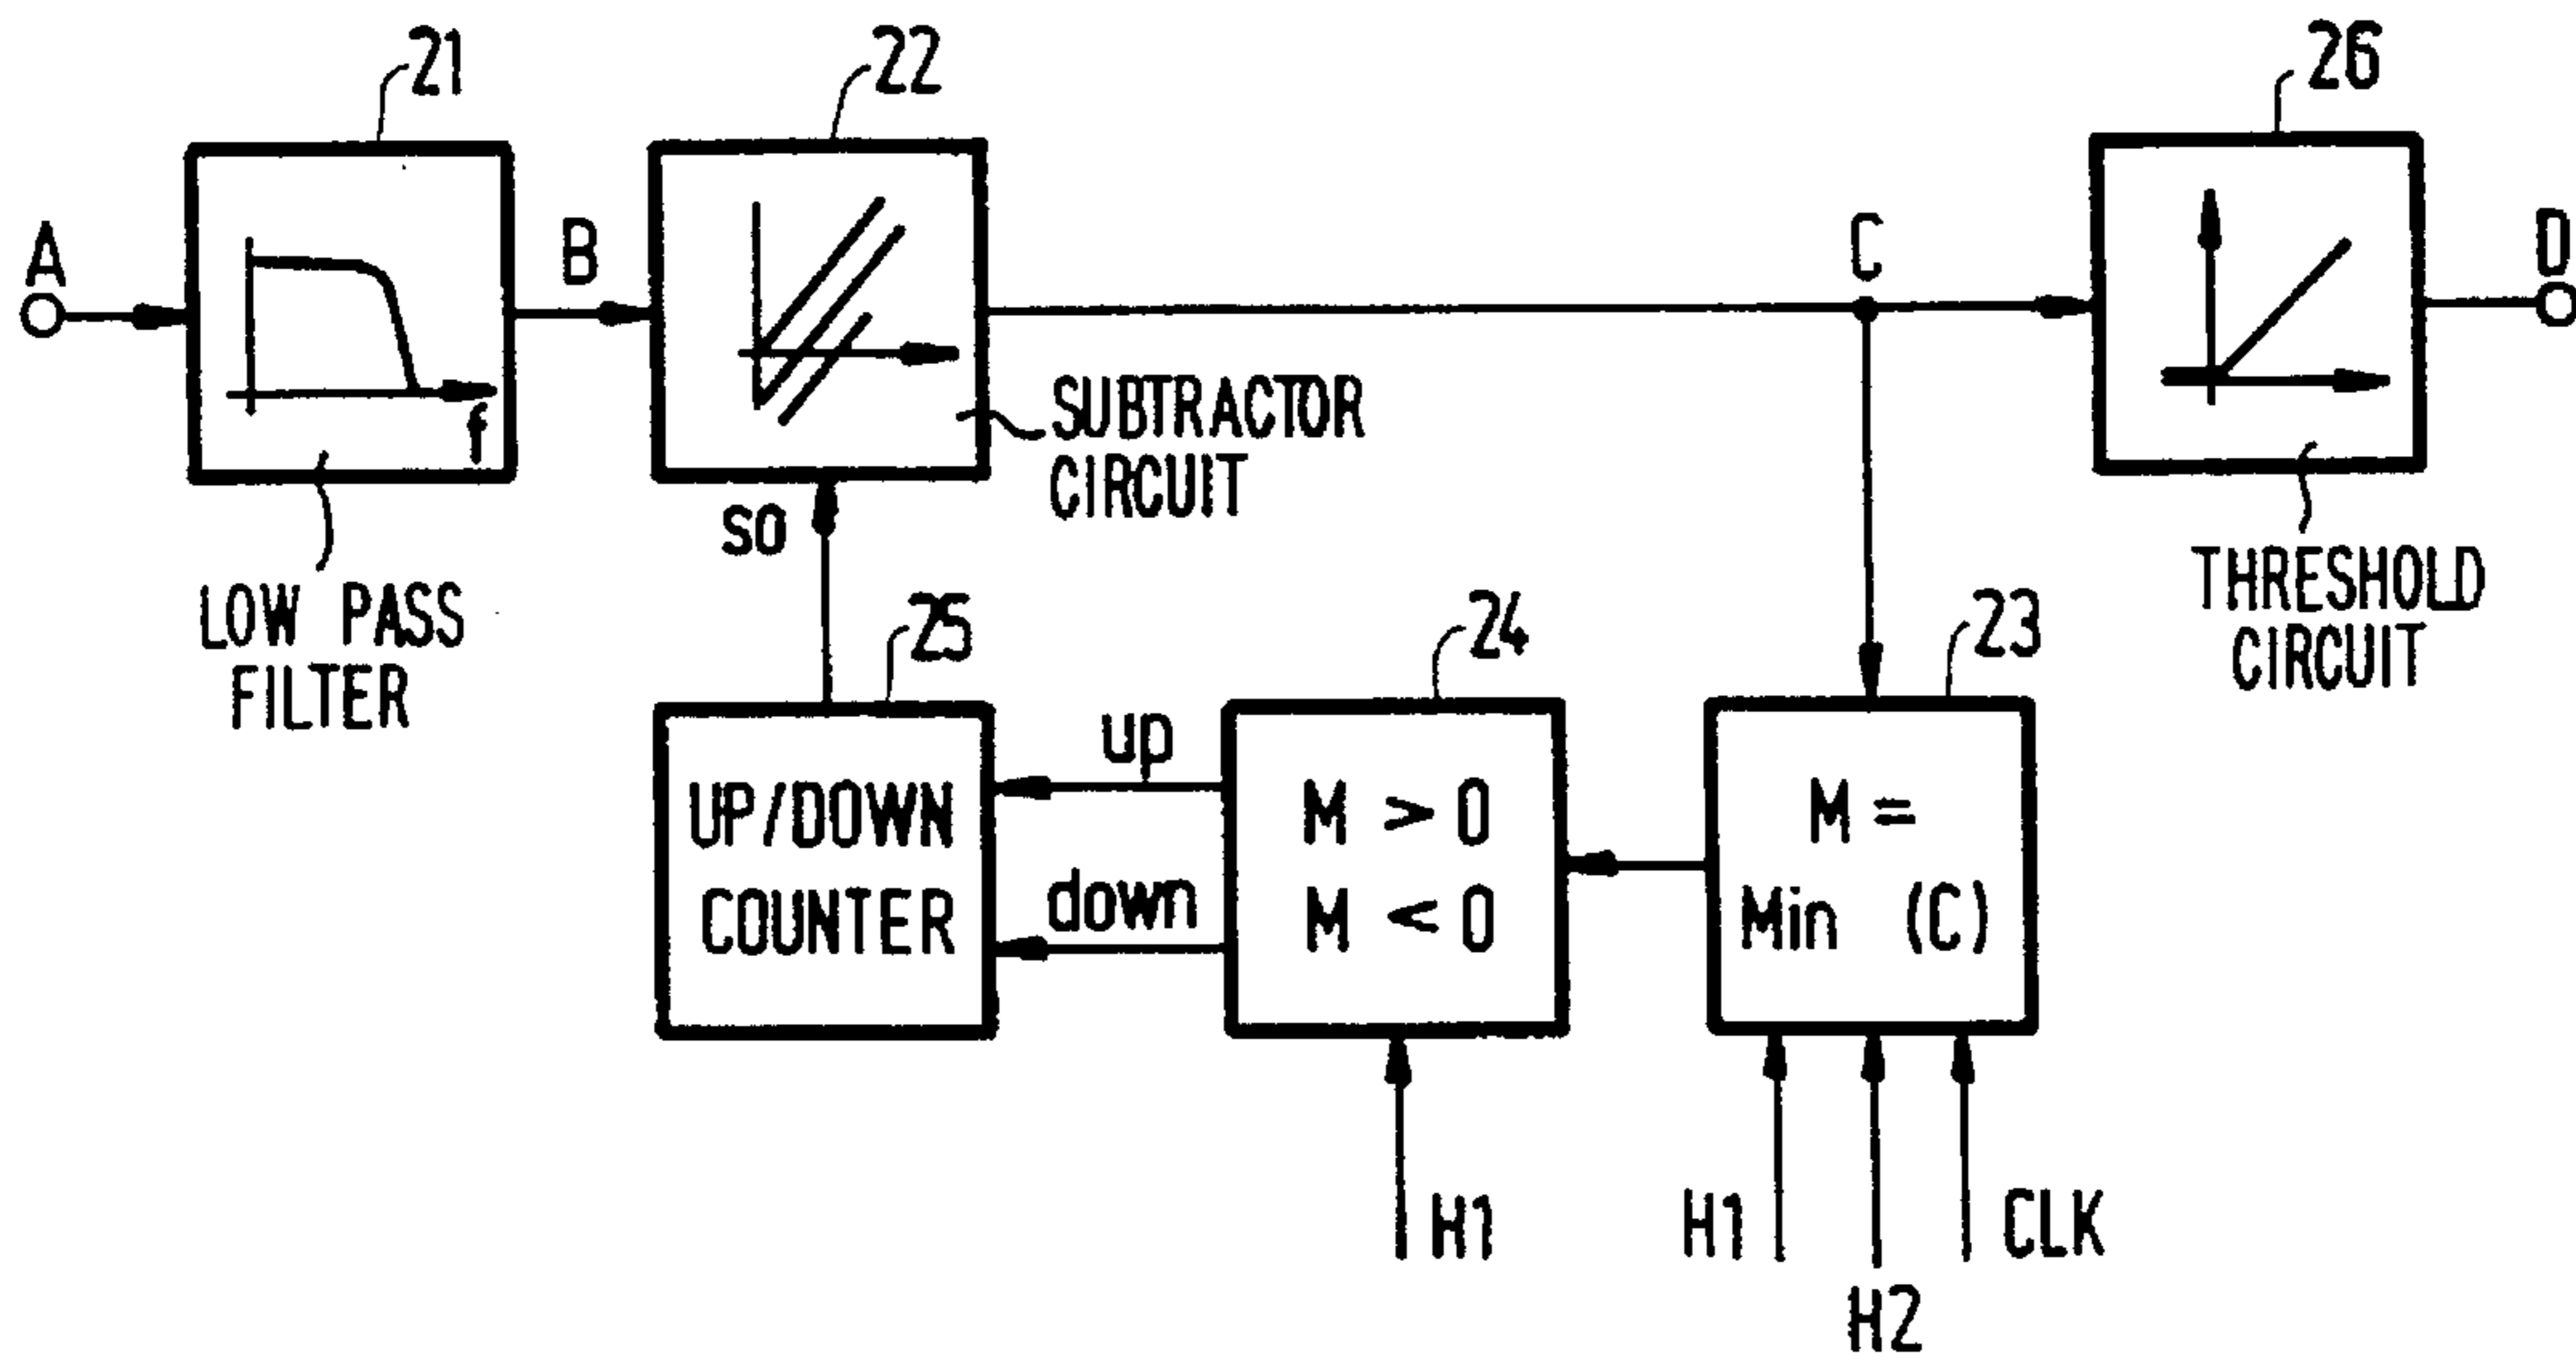 21
22
26
A
B
C
D
f
SUBTRACTOR
CIRCUIT
so
LOW PASS
FILTER
THRESHOLD
CIRCUIT
25
24
23
UP/DOWN
COUNTER
up
down
M > 0
M < 0
M =
Min (C)
H1
H1
H2
CLK